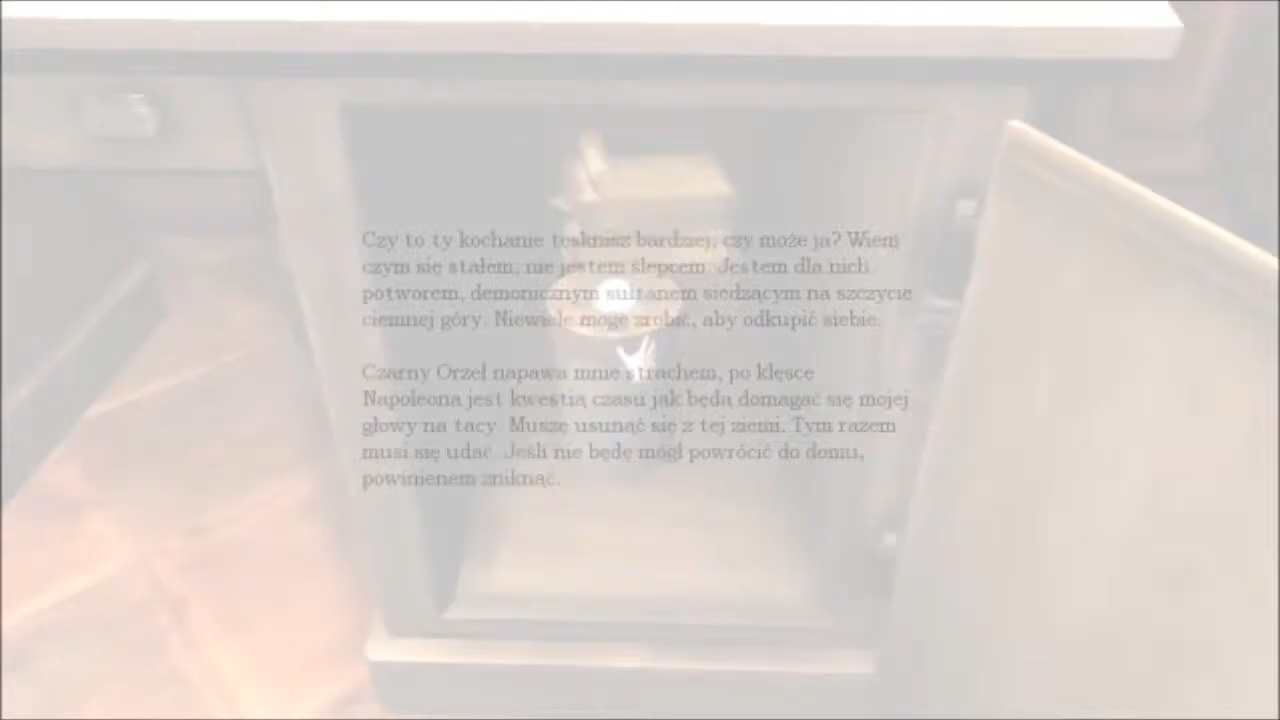 Czy to ty kochanie tęsknisz bardziej, czy może ja? Wiem
czym się stałem, nie jestem ślepcem. Jestem dla nich
potworem, demonicznym sułtanem siedzącym na szczycie
ciemnej góry. Niewiele mogę zrobić, aby odkupić siebie.
Czarny Orzeł napawa mnie strachem, po klęsce
Napoleona jest kwestią czasu jak będą domagać się mojej
głowy na tacy. Muszę usunąć się z tej ziemi. Tym razem
musi się udać. Jeśli nie będę mógł powrócić do domu,
powinienem zniknąć.